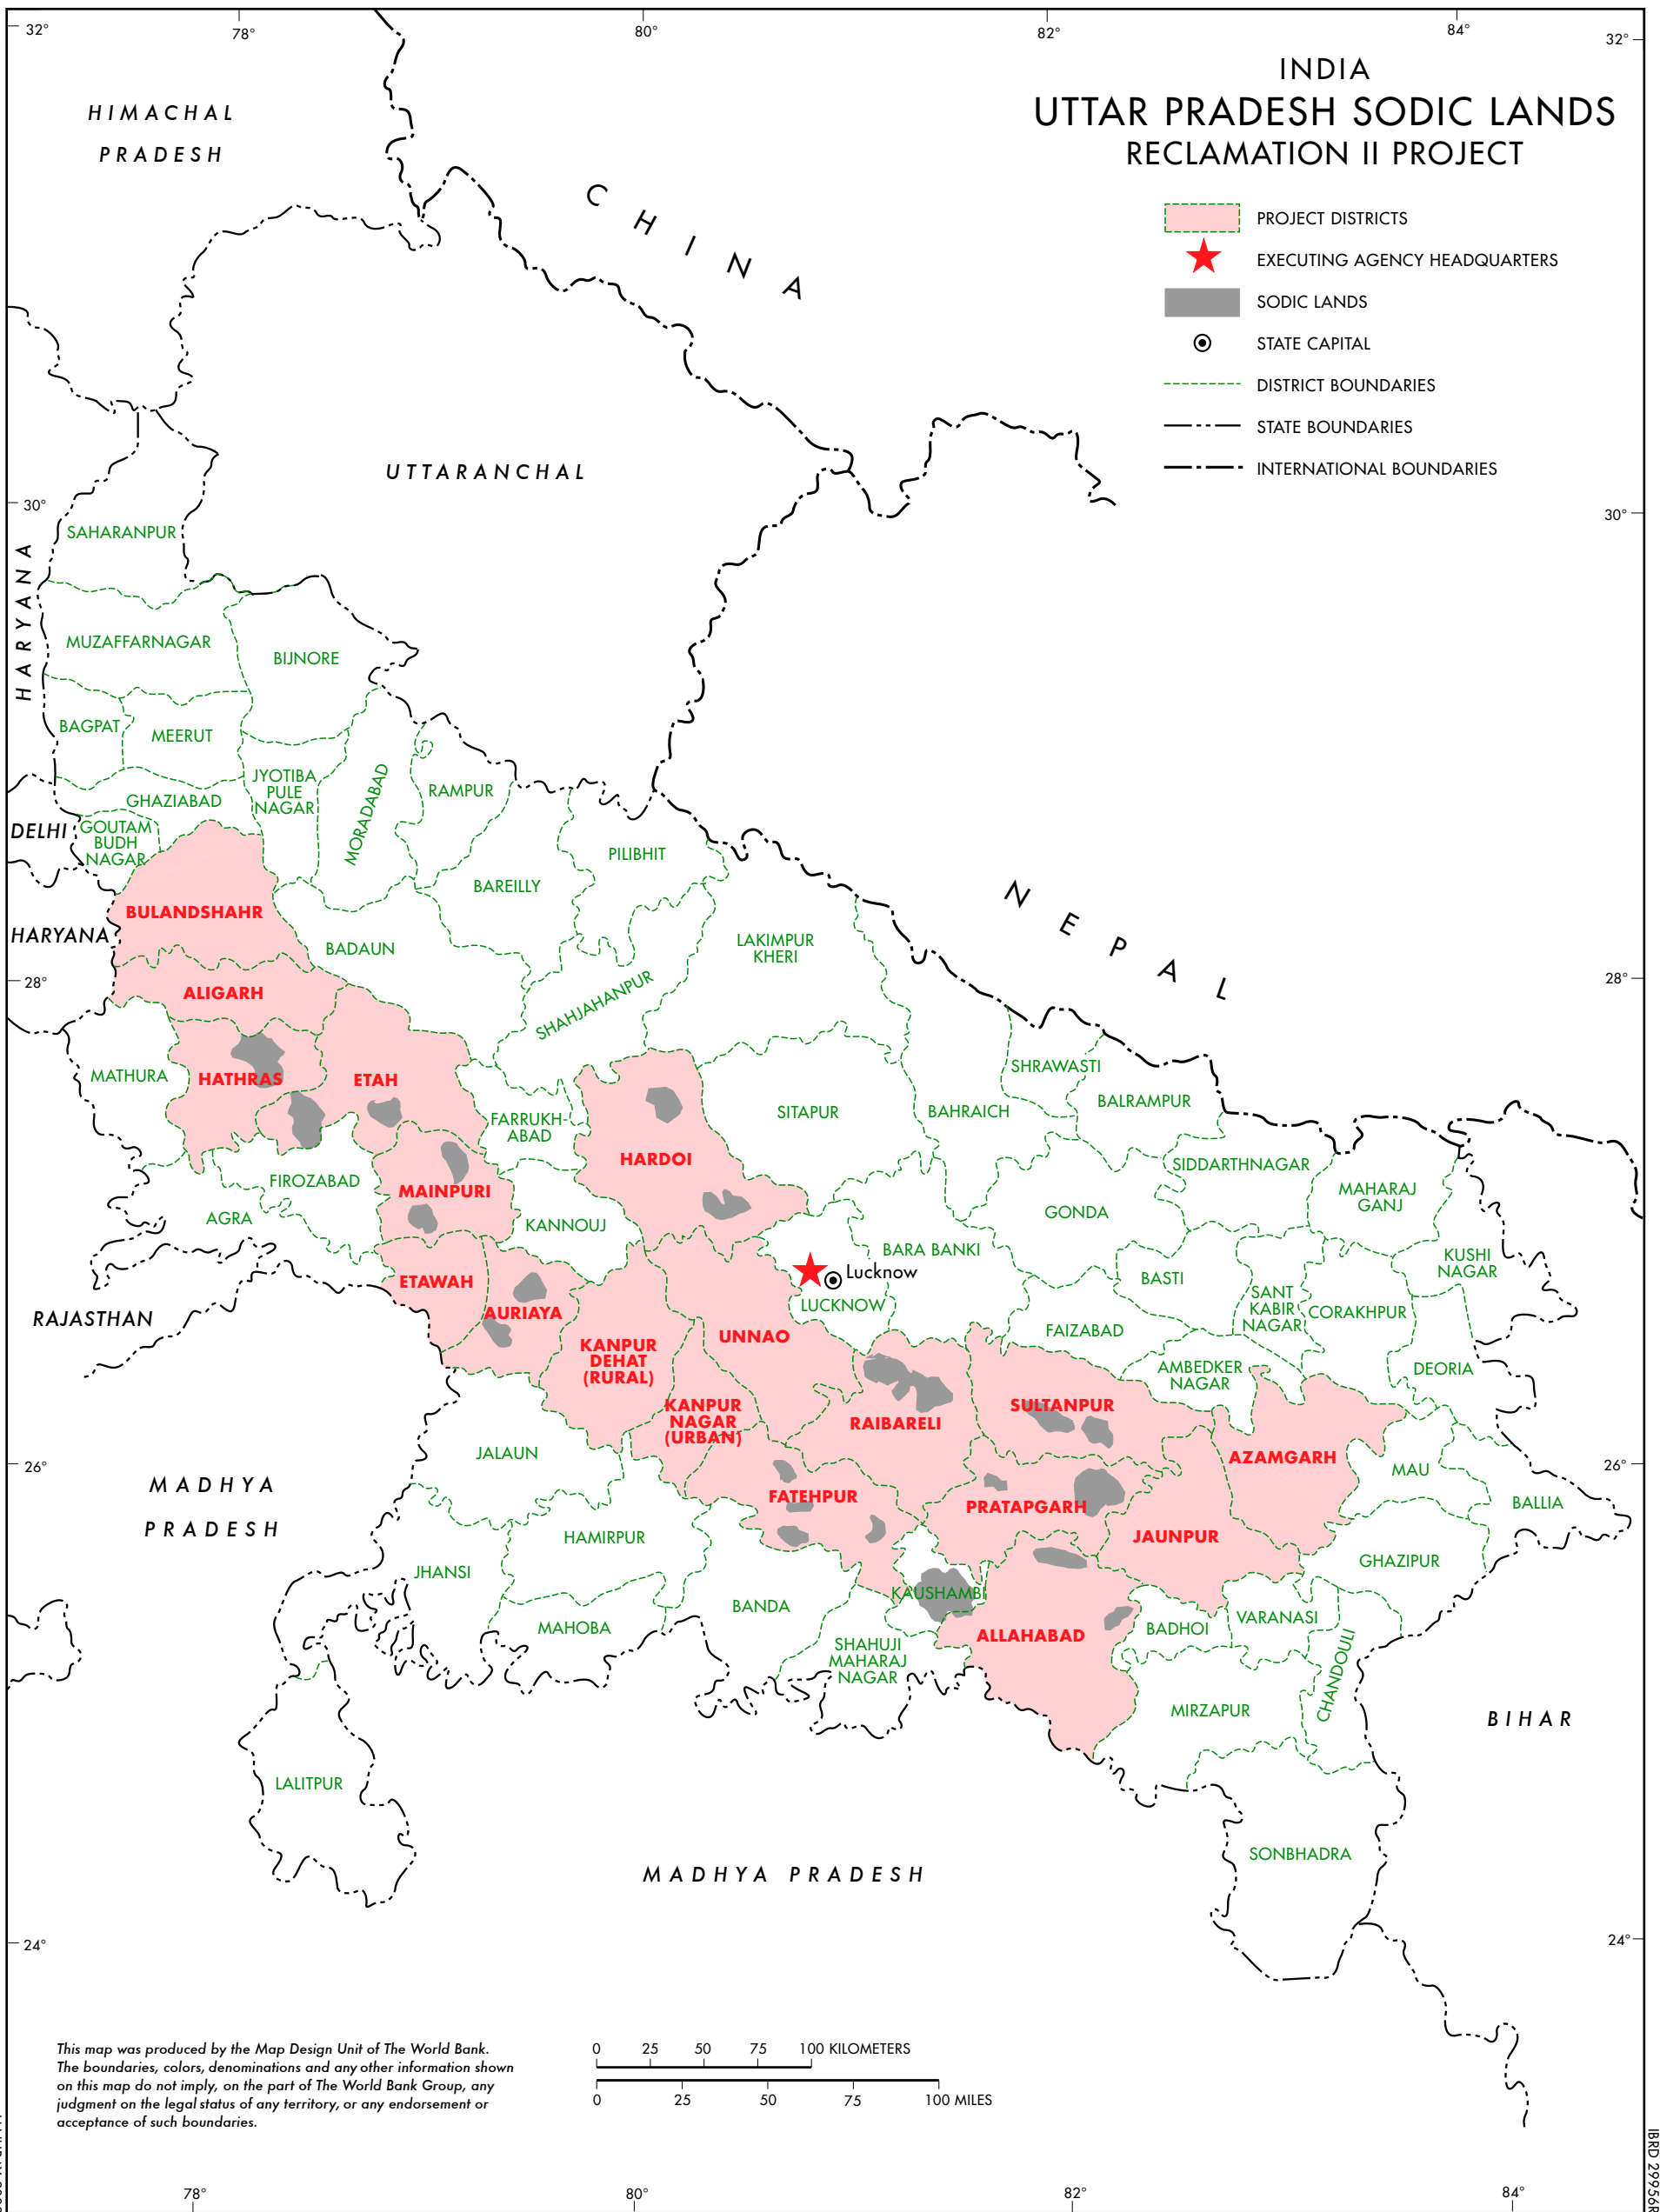 32°
78°
80°
82°
84°
32°
INDIA
UTTAR PRADESH SODIC LANDS
RECLAMATION II PROJECT
PROJECT DISTRICTS
EXECUTING AGENCY HEADQUARTERS
SODIC LANDS
STATE CAPITAL
DISTRICT BOUNDARIES
STATE BOUNDARIES
INTERNATIONAL BOUNDARIES
HIMACHAL
PRADESH
CHINA
UTTARANCHAL
30°
30°
SAHARANPUR
HARYANA
MUZAFFARNAGAR
BIJNORE
BAGPAT
MEERUT
JYOTIBA
PULE
NAGAR
MORADABAD
RAMPUR
GHAZIABAD
DELHI
GOUTAM
BUDH
NAGAR
PILIBHIT
BAREILLY
NEPAL
BULANDSHAHR
HARYANA
BADAUN
LAKIMPUR
KHERI
28°
28°
ALIGARH
SHAHJAHANPUR
MATHURA
HATHRAS
ETAH
SHRAWASTI
FARRUKH-
ABAD
SITAPUR
BAHRAICH
BALRAMPUR
HARDOI
SIDDARTHNAGAR
FIROZABAD
MAINPURI
MAHARAJ
GANJ
AGRA
KANNOUJ
GONDA
BARA BANKI
KUSHI
NAGAR
ETAWAH
Lucknow
BASTI
LUCKNOW
SANT
KABIR
NAGAR
CORAKHPUR
RAJASTHAN
AURIAYA
UNNAO
FAIZABAD
KANPUR
DEHAT
(RURAL)
AMBEDKER
NAGAR
DEORIA
KANPUR
NAGAR
(URBAN)
RAIBARELI
SULTANPUR
JALAUN
AZAMGARH
26°
26°
MAU
MADHYA
PRADESH
FATEHPUR
PRATAPGARH
BALLIA
HAMIRPUR
JAUNPUR
GHAZIPUR
JHANSI
KAUSHAMBI
BANDA
MAHOBA
ALLAHABAD
BADHOI
VARANASI
SHAHUJI
MAHARAJ
NAGAR
CHANDOULI
MIRZAPUR
BIHAR
LALITPUR
SONBHADRA
MADHYA PRADESH
24°
24°
This map was produced by the Map Design Unit of The World Bank.
The boundaries, colors, denominations and any other information shown
on this map do not imply, on the part of The World Bank Group, any
judgment on the legal status of any territory, or any endorsement or
acceptance of such boundaries.
0 25 50 75 100 KILOMETERS
0 25 50 75 100 MILES
IBRD 29956R
78°
80°
82°
84°